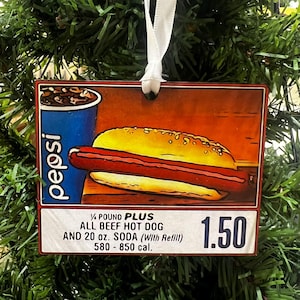 pepsi
¼ POUND PLUS
ALL BEEF HOT DOG
AND 20 oz. SODA (With Refill)
580 - 850 cal.
1.50